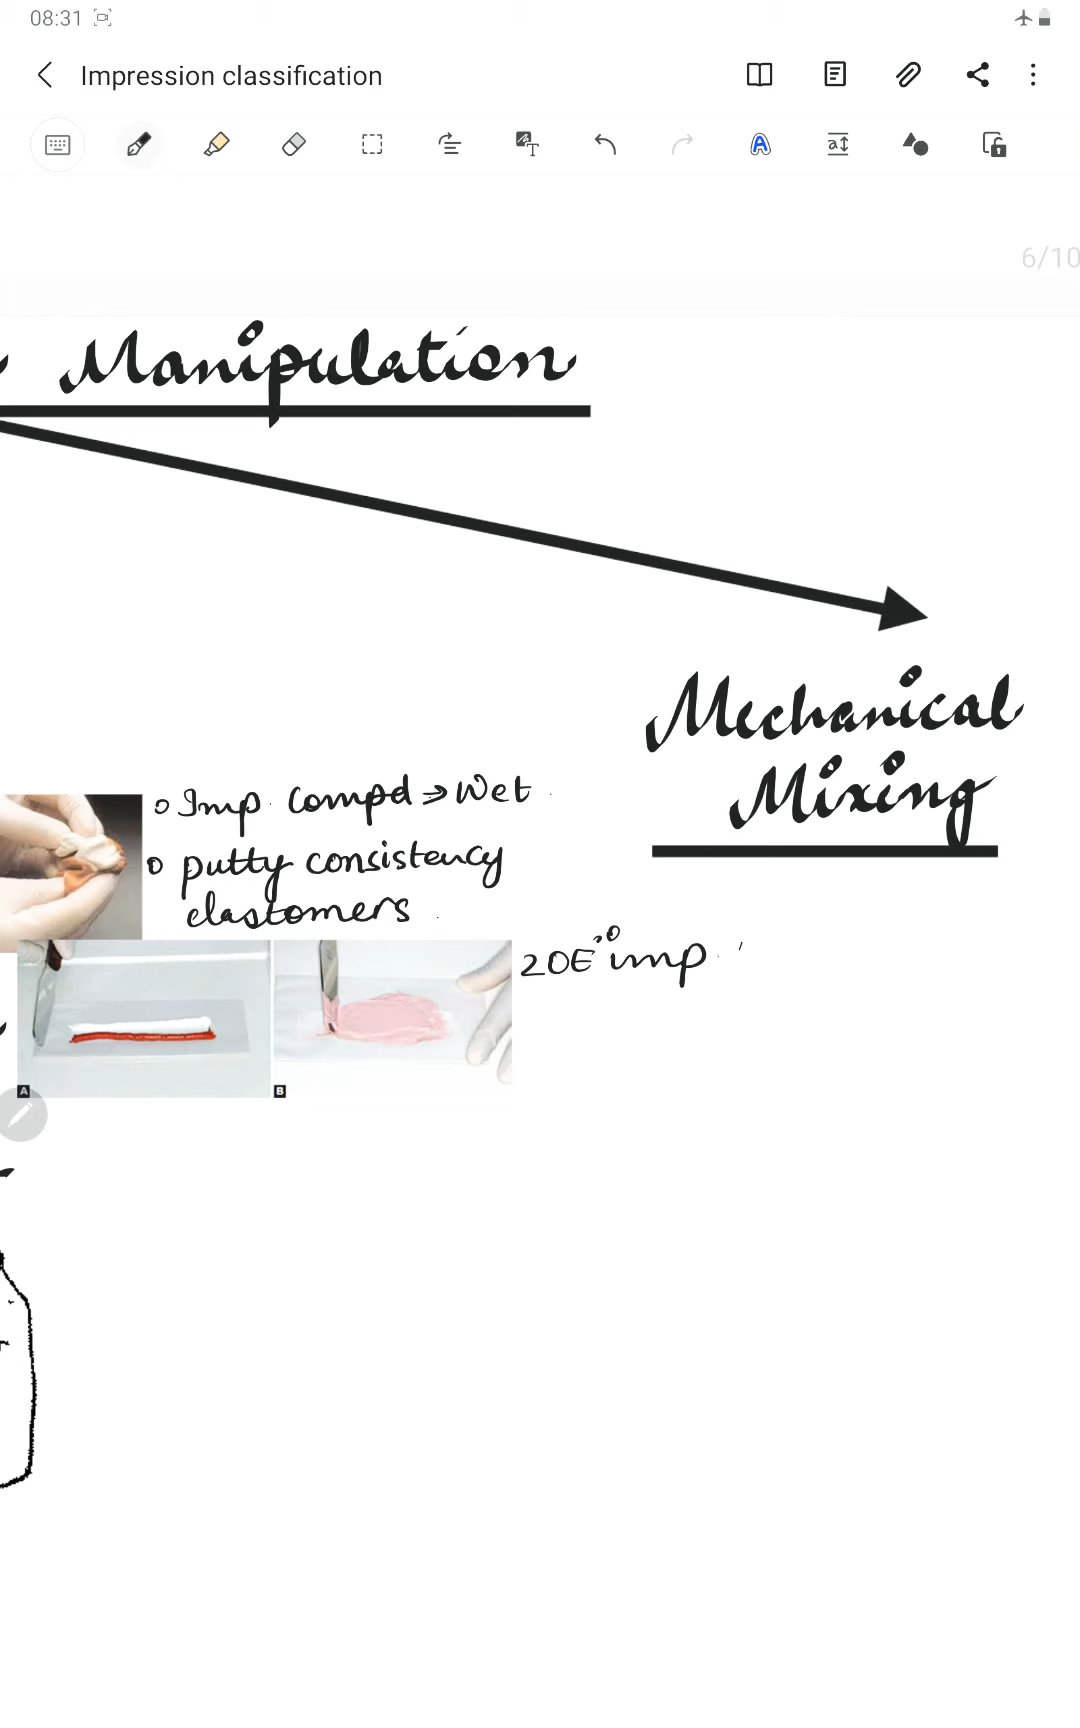 08:31
Impression classification
6/10
Manipulation
Mechanical
Mixing
Imp. Compd ⇒ Wet
putty consistency
elastomers
ZOE imp
A
B